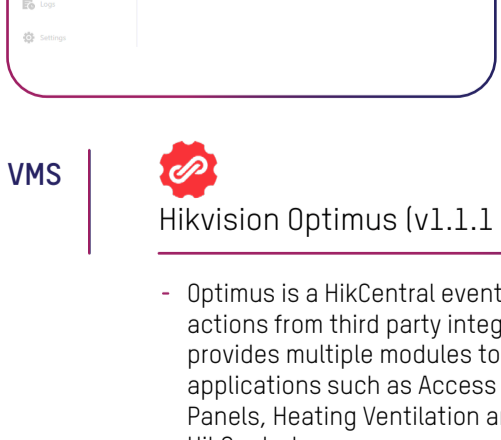 Logs
Settings
VMS
Hikvision Optimus (v1.1.1
- Optimus is a HikCentral event
actions from third party integ
provides multiple modules to
applications such as Access
Panels, Heating Ventilation a